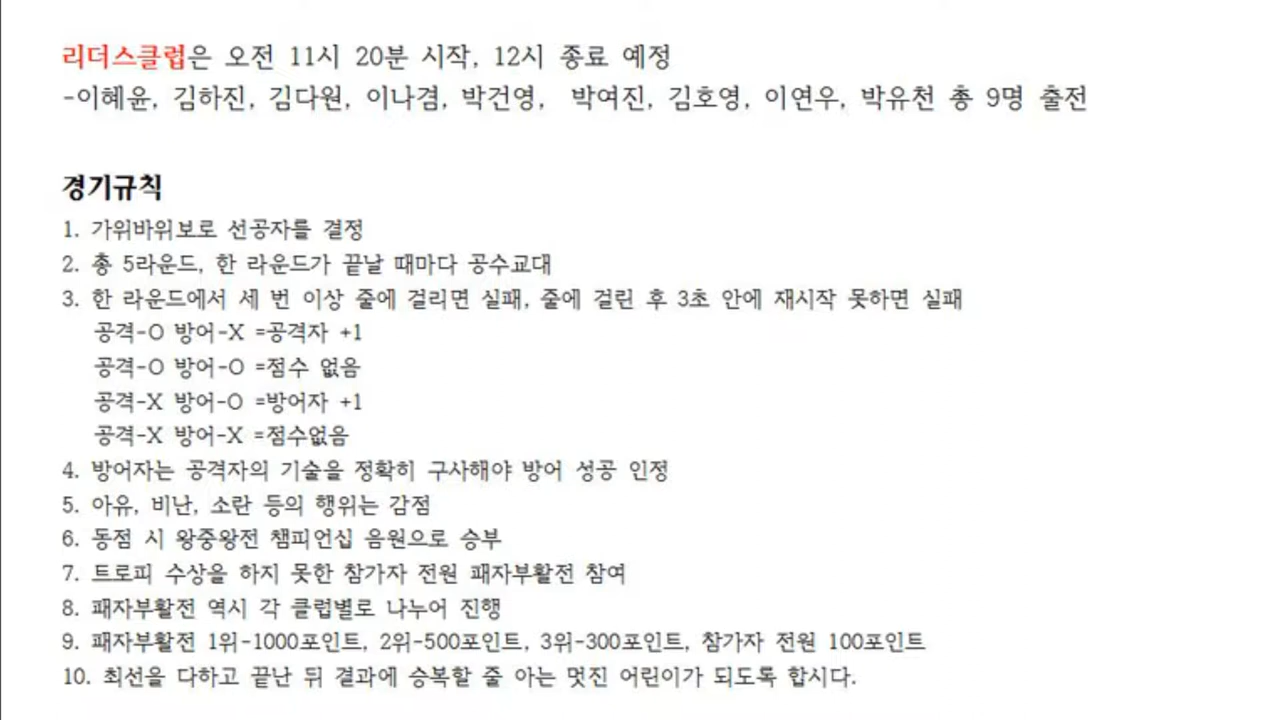 리더스클럽은 오전 11시 20분 시작, 12시 종료 예정
-이혜윤, 김하진, 김다원, 이나겸, 박건영, 박여진, 김호영, 이연우, 박유천 총 9명 출전
경기규칙
1. 가위바위보로 선공자를 결정
2. 총 5라운드, 한 라운드가 끝날 때마다 공수교대
3. 한 라운드에서 세 번 이상 줄에 걸리면 실패, 줄에 걸린 후 3초 안에 재시작 못하면 실패
공격-O 방어-X =공격자 +1
공격-O 방어-O =점수 없음
공격-X 방어-O =방어자 +1
공격-X 방어-X =점수없음
4. 방어자는 공격자의 기술을 정확히 구사해야 방어 성공 인정
5. 아유, 비난, 소란 등의 행위는 감점
6. 동점 시 왕중왕전 챔피언십 음원으로 승부
7. 트로피 수상을 하지 못한 참가자 전원 패자부활전 참여
8. 패자부활전 역시 각 클럽별로 나누어 진행
9. 패자부활전 1위-1000포인트, 2위-500포인트, 3위-300포인트, 참가자 전원 100포인트
10. 최선을 다하고 끝난 뒤 결과에 승복할 줄 아는 멋진 어린이가 되도록 합시다.